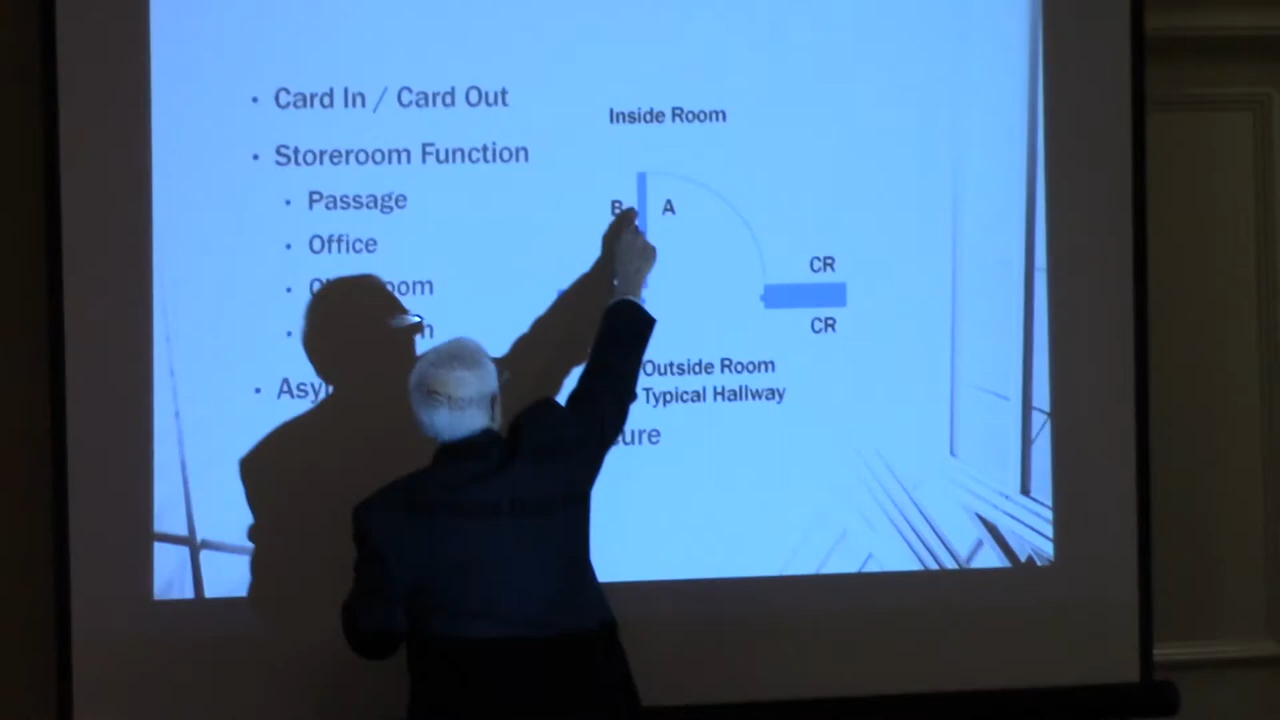 Card In / Card Out
Storeroom Function
Passage
Office
Inside Room
B A
CR
CR
Outside Room
Typical Hallway